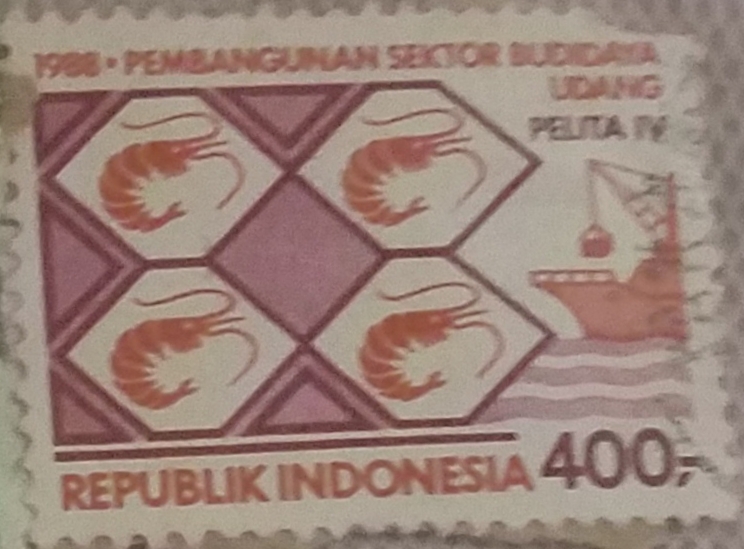 1988 • PEMBANGUNAN SEKTOR BUDIDAYA
UDANG
PELITA IV
REPUBLIK INDONESIA 400,-